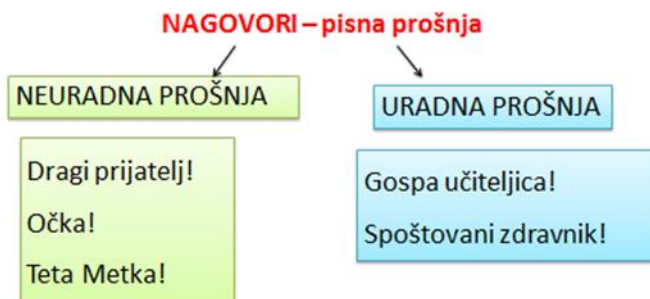 NAGOVORI – pisna prošnja
NEURADNA PROŠNJA
Dragi prijatelj!
Očka!
Teta Metka!
URADNA PROŠNJA
Gospa učiteljica!
Spoštovani zdravnik!